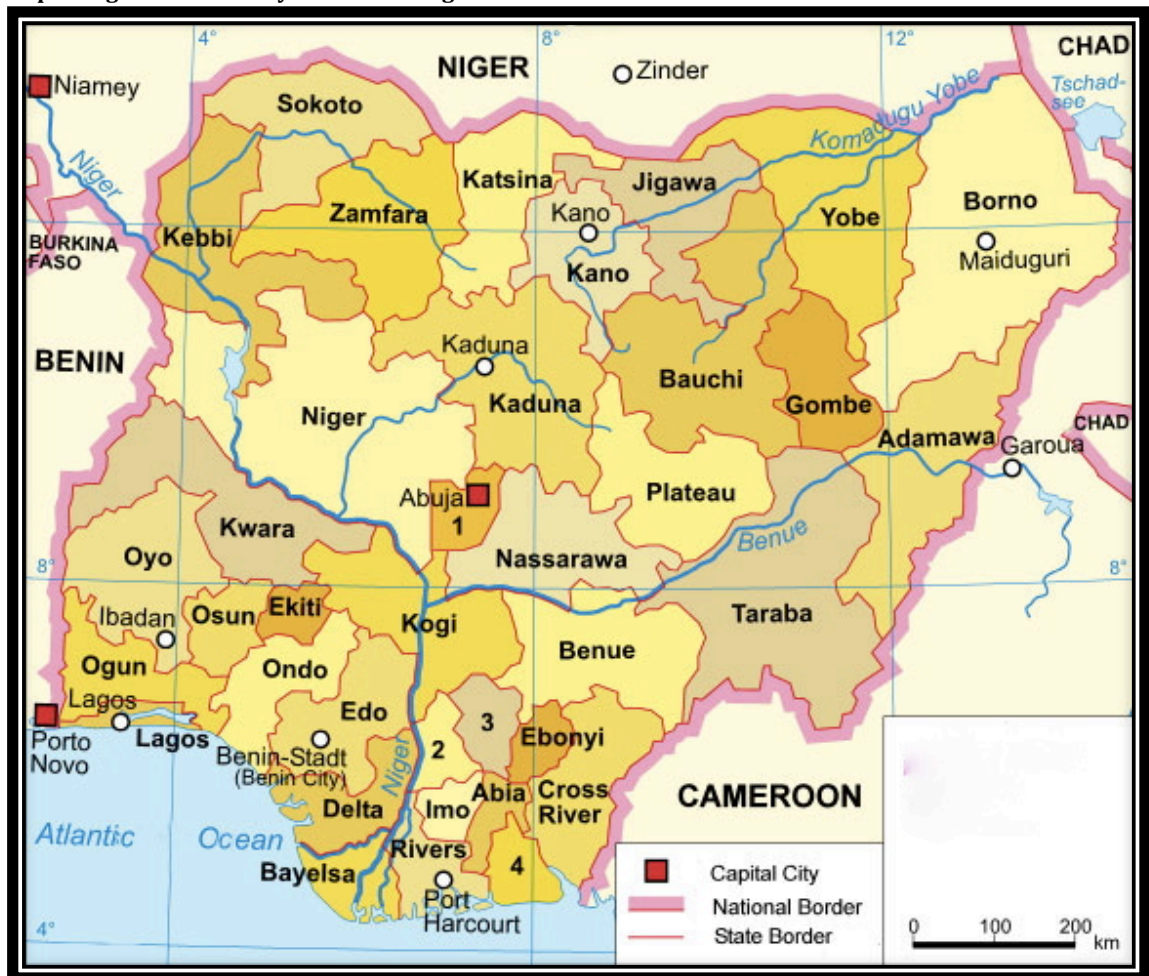 4°
8°
12°
CHAD
NIGER
Zinder
Niamey
Tschad-
see
Sokoto
Komadugu Yobe
Niger
Katsina
Jigawa
Kano
Zamfara
Yobe
Borno
Kebbi
BURKINA
FASO
Kano
Maiduguri
BENIN
Kaduna
Bauchi
Niger
Kaduna
Gombe
CHAD
Adamawa
Garoua
Abuja
Plateau
1
Kwara
Benue
Nassarawa
Oyo
8°
8°
Ibadan
Osun
Ekiti
Kogi
Taraba
Benue
Ogun
Ondo
Lagos
Edo
3
Porto
Novo
Lagos
Benin-Stadt
(Benin City)
Niger
2
Ebonyi
Abia
Cross
River
CAMEROON
Delta
Imo
Atlantic
Ocean
Rivers
Bayelsa
4
Port
Harcourt
4°
Capital City
National Border
State Border
0 100 200
km